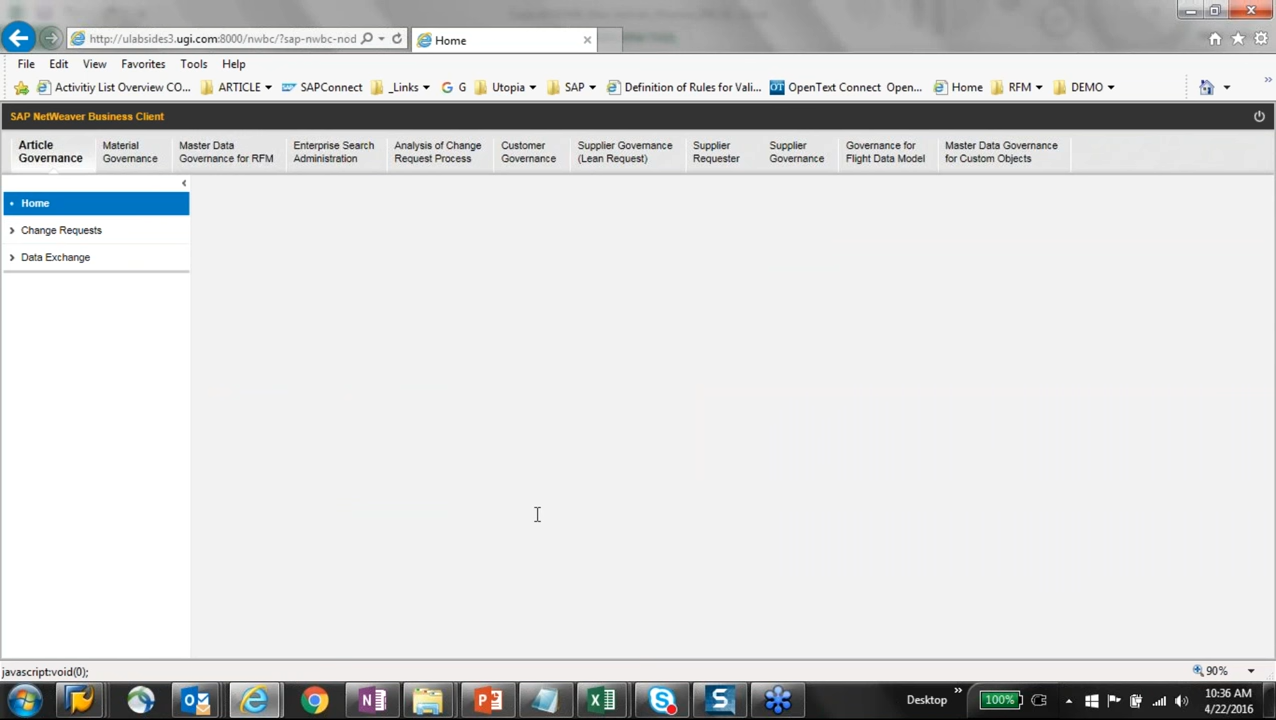 http://ulabsides3.ugi.com:8000/nwbc/?sap-nwbc-nod
Home
File Edit View Favorites Tools Help
Activitiy List Overview CO... ARTICLE SAPConnect _Links G Utopia SAP Definition of Rules for Vali... OpenText Connect Open... Home RFM DEMO
SAP NetWeaver Business Client
Article Material Master Data Enterprise Search Analysis of Change Customer Supplier Governance Supplier Supplier Governance for Master Data Governance
Governance Governance Governance for RFM Administration Request Process Governance (Lean Request) Requester Governance Flight Data Model for Custom Objects
Home
Change Requests
Data Exchange
javascript:void(0);
90%
Desktop
100%
10:36 AM
4/22/2016